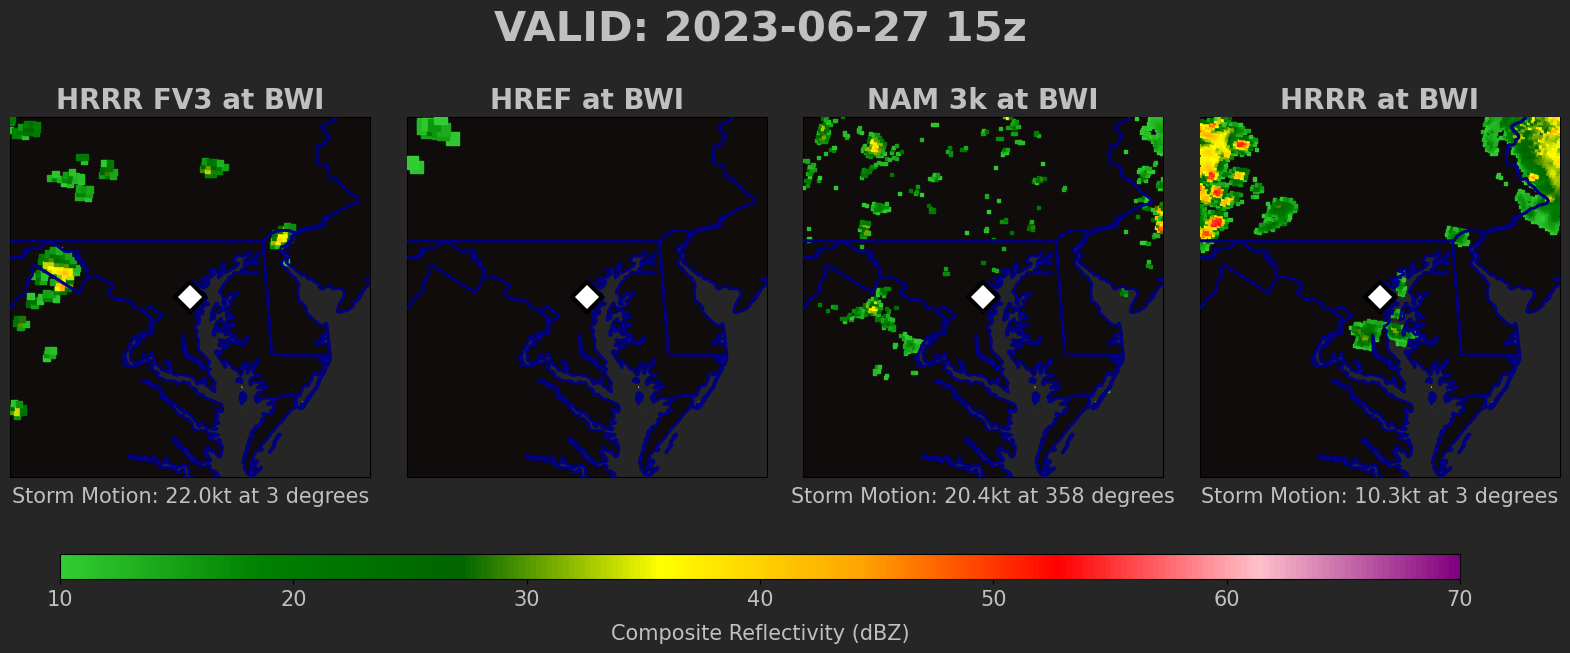 VALID: 2023-06-27 15z
HRRR FV3 at BWI
HREF at BWI
NAM 3k at BWI
HRRR at BWI
Storm Motion: 22.0kt at 3 degrees
Storm Motion: 20.4kt at 358 degrees
Storm Motion: 10.3kt at 3 degrees
10 20 30 40 50 60 70
Composite Reflectivity (dBZ)